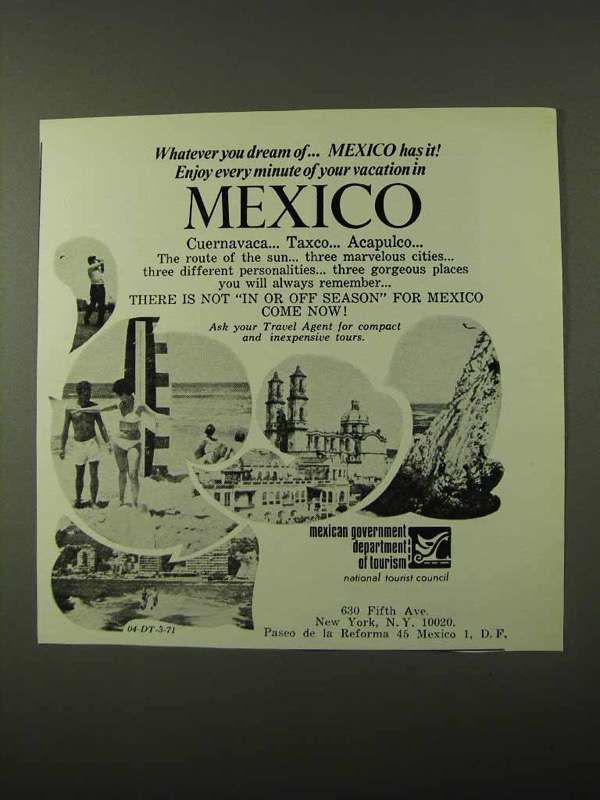 Whatever you dream of... MEXICO has it!
Enjoy every minute of your vacation in
MEXICO
Cuernavaca... Taxco... Acapulco...
The route of the sun... three marvelous cities...
three different personalities... three gorgeous places
you will always remember...
THERE IS NOT "IN OR OFF SEASON" FOR MEXICO
COME NOW!
Ask your Travel Agent for compact
and inexpensive tours.
mexican government
department
of tourism
national tourist council
630 Fifth Ave.
New York, N.Y. 10020.
Paseo de la Reforma 45 Mexico 1, D.F.
04-DT-3-71